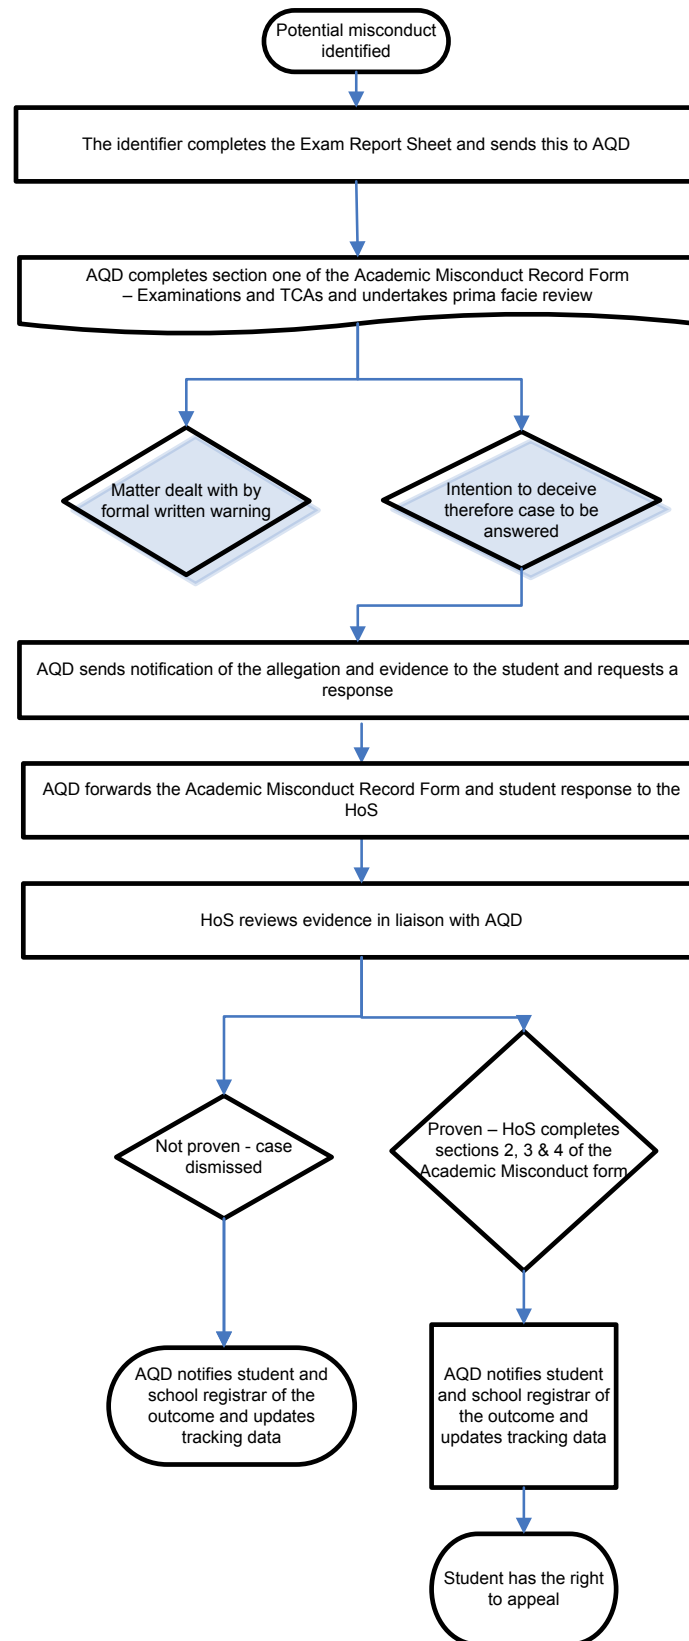 Potential misconduct
identified
The identifier completes the Exam Report Sheet and sends this to AQD
AQD completes section one of the Academic Misconduct Record Form
– Examinations and TCAs and undertakes prima facie review
Matter dealt with by
formal written warning
Intention to deceive
therefore case to be
answered
AQD sends notification of the allegation and evidence to the student and requests a
response
AQD forwards the Academic Misconduct Record Form and student response to the
HoS
HoS reviews evidence in liaison with AQD
Not proven - case
dismissed
Proven – HoS completes
sections 2, 3 & 4 of the
Academic Misconduct form
AQD notifies student and
school registrar of the
outcome and updates
tracking data
AQD notifies student
and school registrar of
the outcome and
updates tracking data
Student has the right
to appeal